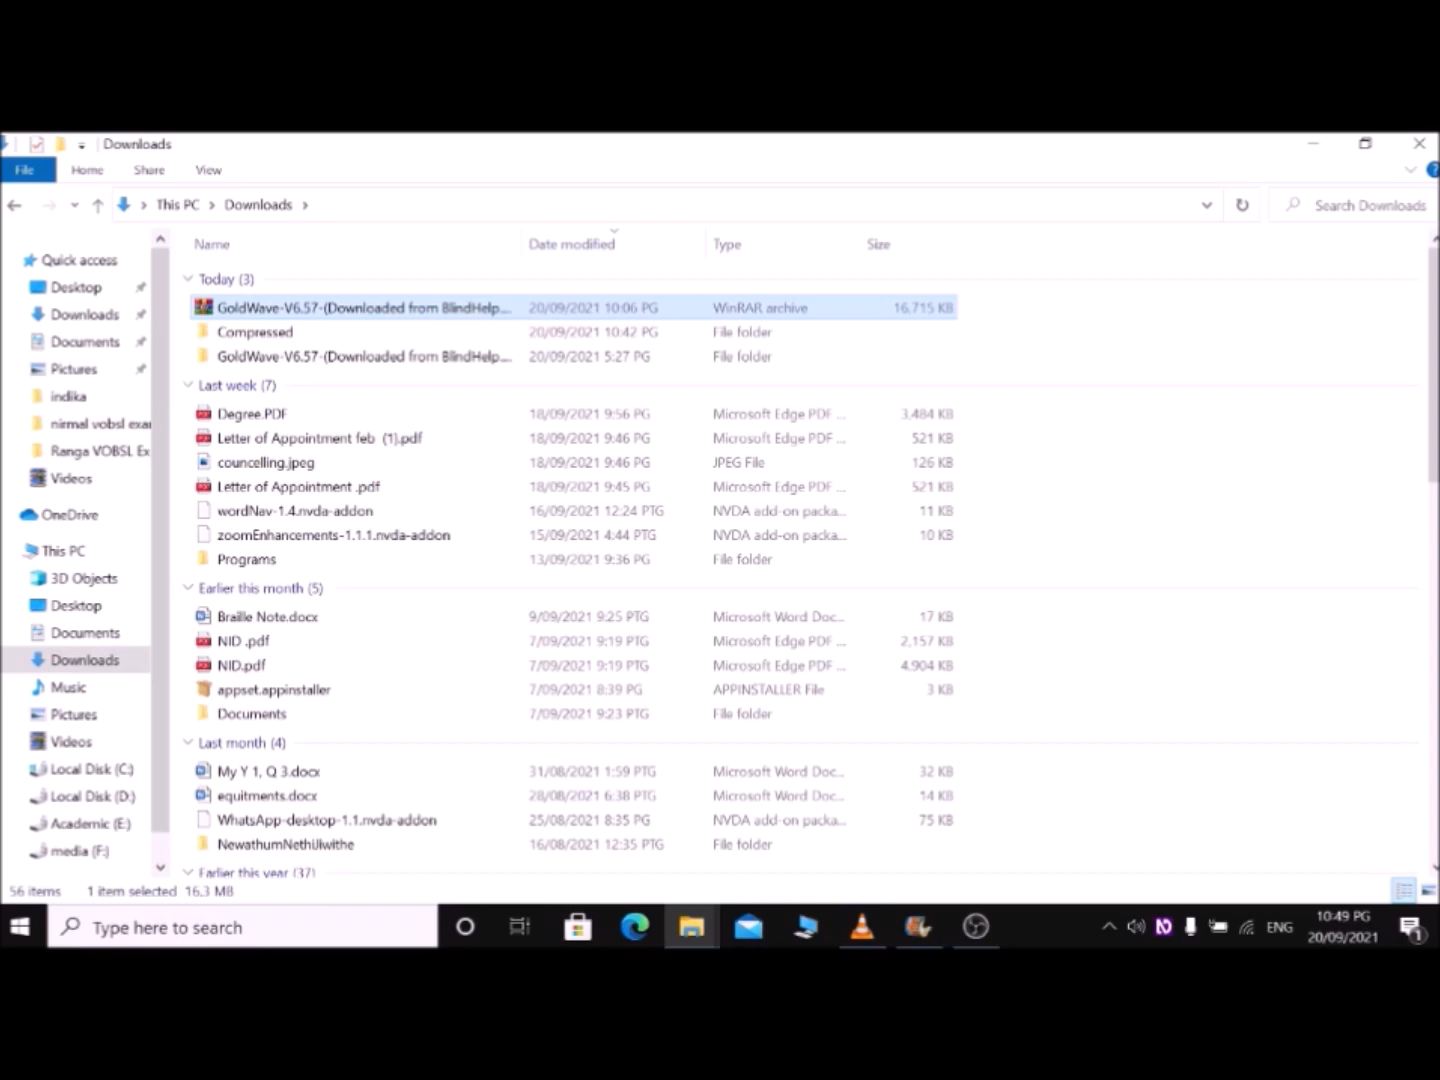 Downloads
File Home Share View
This PC > Downloads >
Search Downloads
Name Date modified Type Size
Quick access
Desktop
Downloads
Documents
Pictures
indika
nirmal vobsl exa
Ranga VOBSL Ex
Videos
OneDrive
This PC
3D Objects
Desktop
Documents
Downloads
Music
Pictures
Videos
Local Disk (C:)
Local Disk (D:)
Academic (E:)
media (F:)
Today (3)
GoldWave-V6.57-(Downloaded from BlindHelp... 20/09/2021 10:06 PG WinRAR archive 16,715 KB
Compressed 20/09/2021 10:42 PG File folder
GoldWave-V6.57-(Downloaded from BlindHelp... 20/09/2021 5:27 PG File folder
Last week (7)
Degree.PDF 18/09/2021 9:56 PG Microsoft Edge PDF ... 3,484 KB
Letter of Appointment feb (1).pdf 18/09/2021 9:46 PG Microsoft Edge PDF ... 521 KB
councelling.jpeg 18/09/2021 9:46 PG JPEG File 126 KB
Letter of Appointment .pdf 18/09/2021 9:45 PG Microsoft Edge PDF ... 521 KB
wordNav-1.4.nvda-addon 16/09/2021 12:24 PTG NVDA add-on packa... 11 KB
zoomEnhancements-1.1.1.nvda-addon 15/09/2021 4:44 PTG NVDA add-on packa... 10 KB
Programs 13/09/2021 9:36 PG File folder
Earlier this month (5)
Braille Note.docx 9/09/2021 9:25 PTG Microsoft Word Doc... 17 KB
NID .pdf 7/09/2021 9:19 PTG Microsoft Edge PDF ... 2,157 KB
NID.pdf 7/09/2021 9:19 PTG Microsoft Edge PDF ... 4,904 KB
appset.appinstaller 7/09/2021 8:39 PG APPINSTALLER File 3 KB
Documents 7/09/2021 9:23 PTG File folder
Last month (4)
My Y 1, Q 3.docx 31/08/2021 1:59 PTG Microsoft Word Doc... 32 KB
equitments.docx 28/08/2021 6:38 PTG Microsoft Word Doc... 14 KB
WhatsApp-desktop-1.1.nvda-addon 25/08/2021 8:35 PG NVDA add-on packa... 75 KB
NewathumNethUlwithe 16/08/2021 12:35 PTG File folder
Earlier this year (37)
56 items 1 item selected 16.3 MB
Type here to search
ENG
10:49 PG
20/09/2021
1